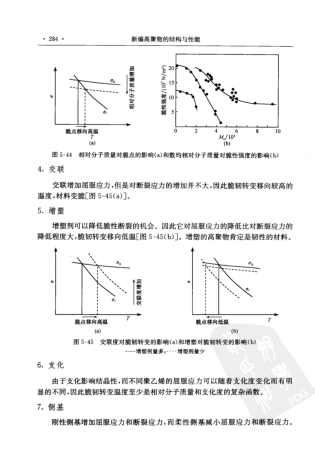 · 284 ·
新编高聚物的结构与性能
σ
σB
σy
相对分子质量增加
脆点移向高温
T
(a)
脆性强度/(10⁷ N/m²)
20
15
10
5
0 2 4 6 8 10
Mn/10⁴
(b)
图 5-44 相对分子质量对脆点的影响(a)和数均相对分子质量对脆性强度的影响(b)
4. 交联
交联增加屈服应力,但是对断裂应力的增加并不大,因此脆韧转变移向较高的
温度,材料变脆[图 5-45(a)]。
5. 增塑
增塑剂可以降低脆性断裂的机会。因此它对屈服应力的降低比对断裂应力的
降低程度大,脆韧转变移向低温[图 5-45(b)]。增塑的高聚物肯定是韧性的材料。
σ
σB
σy
交联度增加
脆点移向高温
T
(a)
σ
σB
σy
脆点移向低温
T
(b)
图 5-45 交联度对脆韧转变的影响(a)和增塑对脆韧转变的影响(b)
——增塑剂量多;----增塑剂量少
6. 支化
由于支化影响结晶性,而不同聚乙烯的屈服应力可以随着支化度变化而有明
显的不同,因此脆韧转变温度至少是相对分子质量和支化度的复杂函数。
7. 侧基
刚性侧基增加屈服应力和断裂应力,而柔性侧基减小屈服应力和断裂应力。